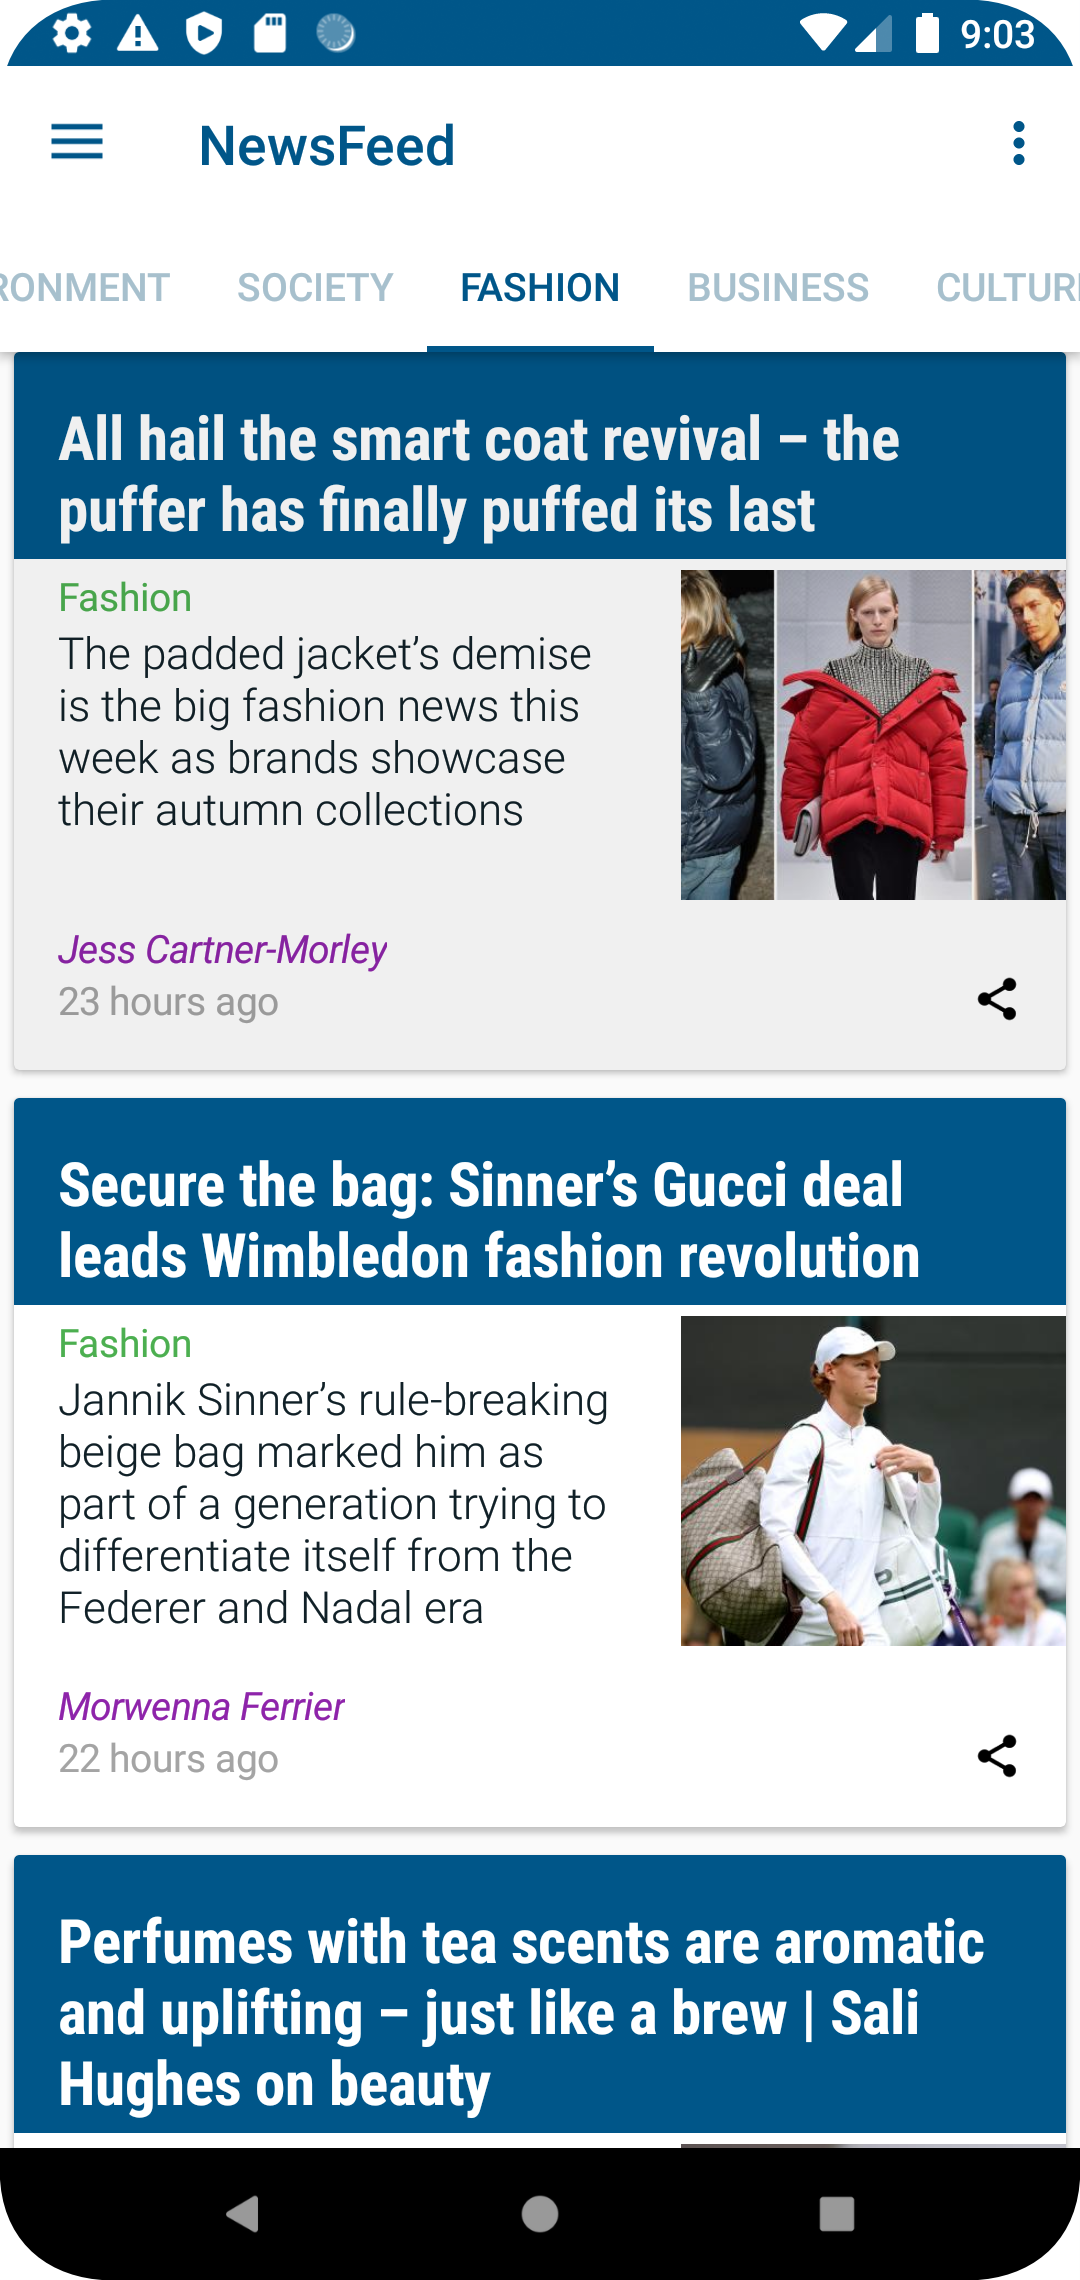 9:03
NewsFeed
RONMENT SOCIETY FASHION BUSINESS CULTUR
All hail the smart coat revival – the
puffer has finally puffed its last
Fashion
The padded jacket’s demise
is the big fashion news this
week as brands showcase
their autumn collections
Jess Cartner-Morley
23 hours ago
Secure the bag: Sinner’s Gucci deal
leads Wimbledon fashion revolution
Fashion
Jannik Sinner’s rule-breaking
beige bag marked him as
part of a generation trying to
differentiate itself from the
Federer and Nadal era
Morwenna Ferrier
22 hours ago
Perfumes with tea scents are aromatic
and uplifting – just like a brew | Sali
Hughes on beauty